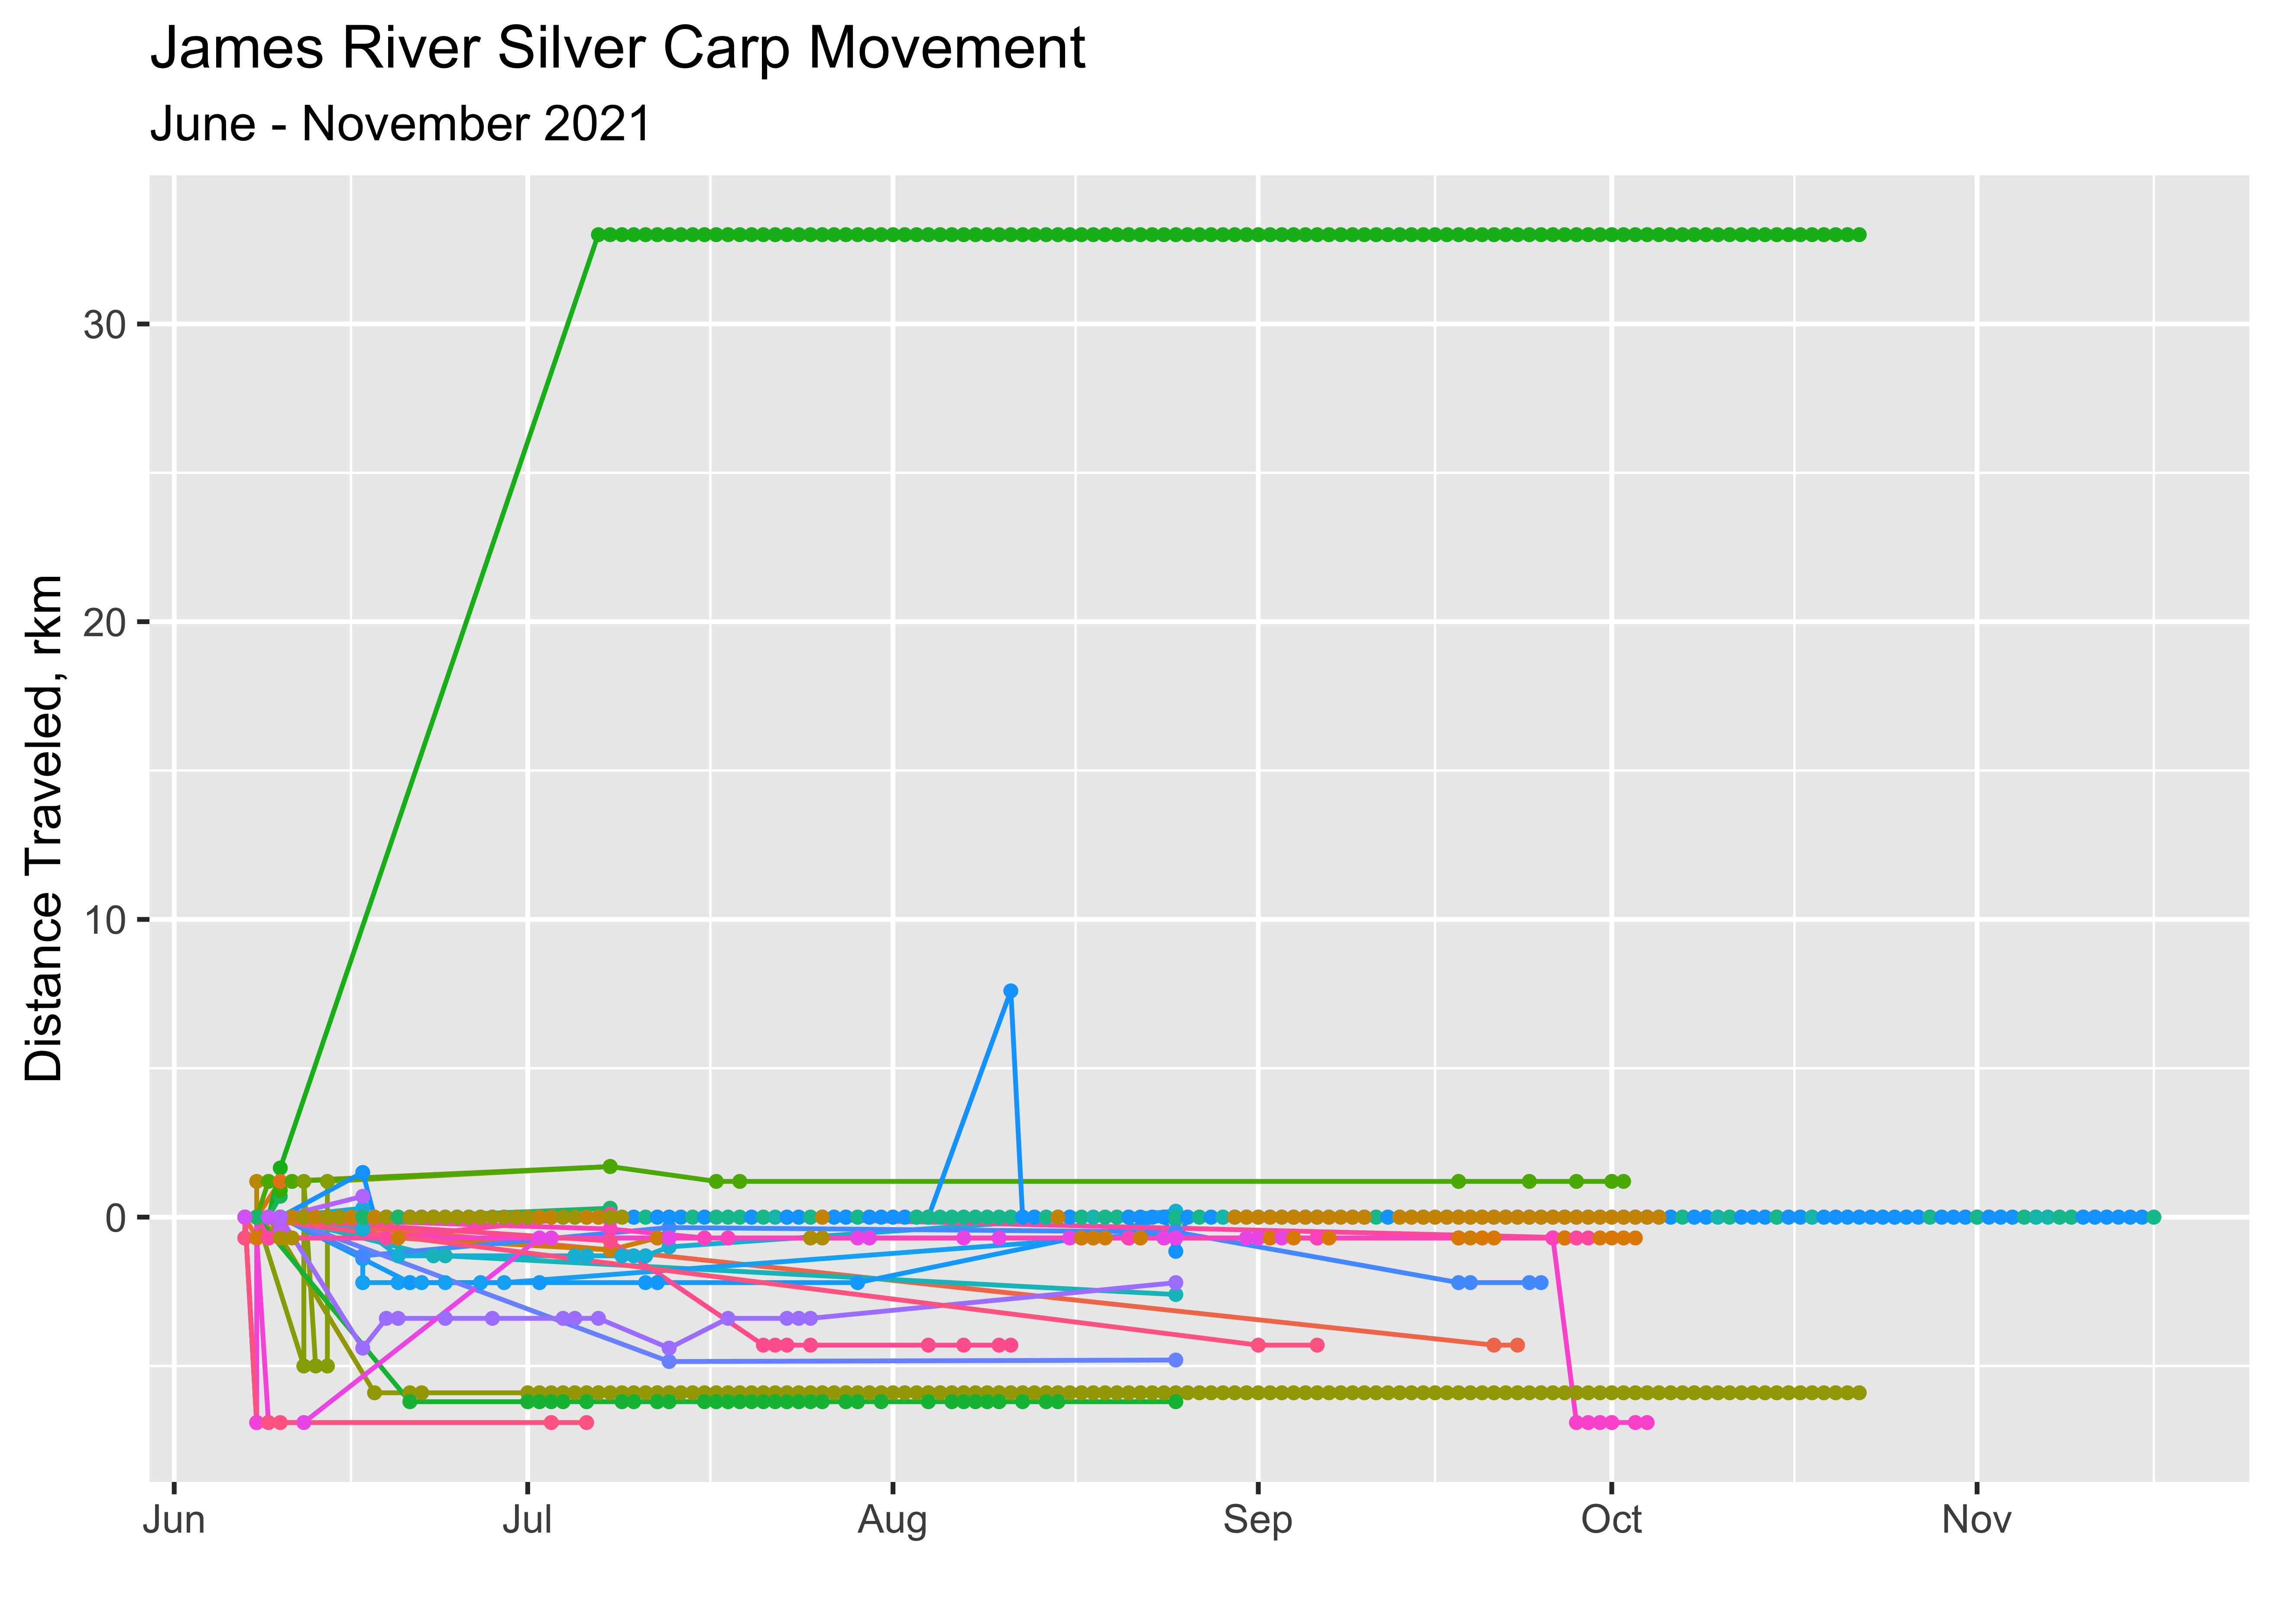 James River Silver Carp Movement
June - November 2021
Distance Traveled, rkm
30
20
10
0
Jun Jul Aug Sep Oct Nov